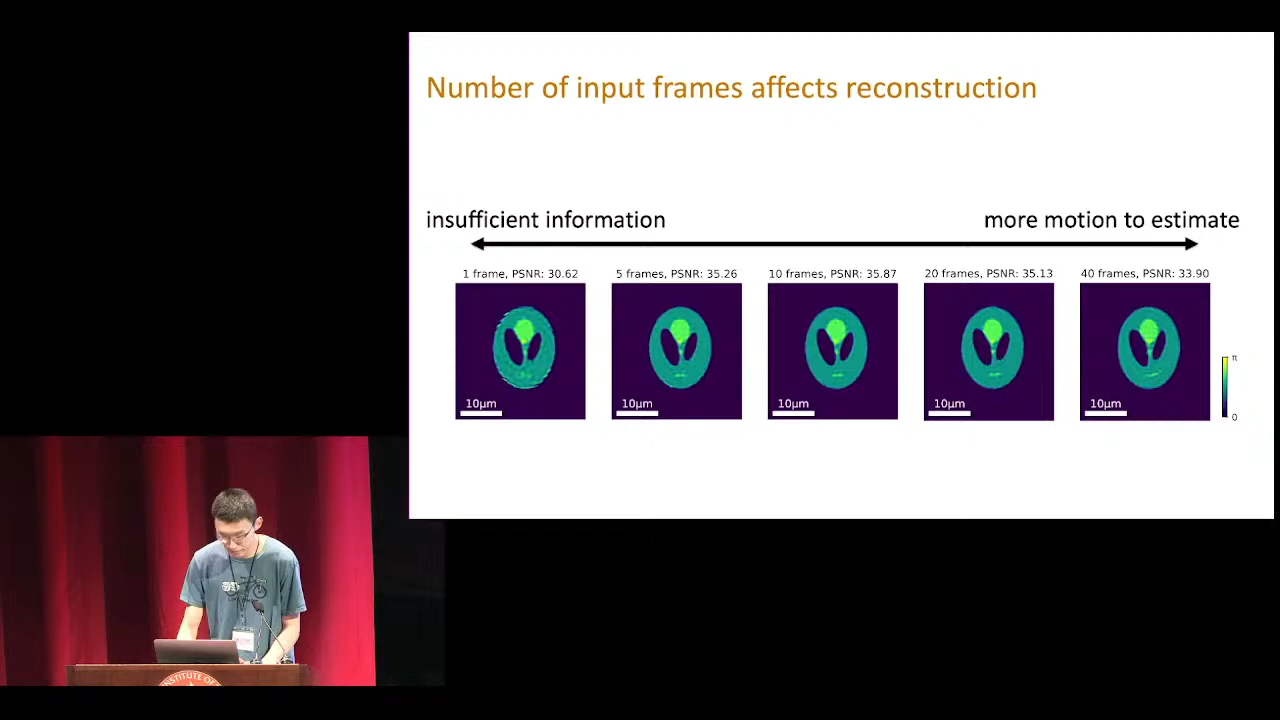 Number of input frames affects reconstruction
insufficient information
more motion to estimate
1 frame, PSNR: 30.62
5 frames, PSNR: 35.26
10 frames, PSNR: 35.87
20 frames, PSNR: 35.13
40 frames, PSNR: 33.90
π
0
10μm
10μm
10μm
10μm
10μm
INSTITUTE OF